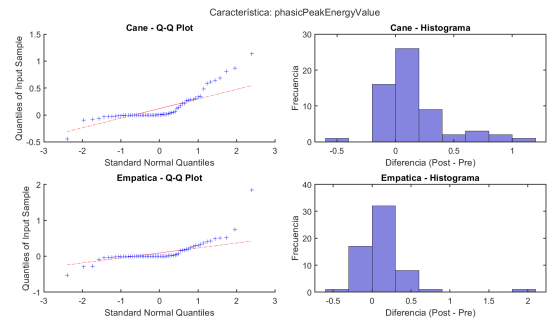 Característica: phasicPeakEnergyValue
Cane - Q-Q Plot
Quantiles of Input Sample
1.5
1
0.5
0
-0.5
-3 -2 -1 0 1 2 3
Standard Normal Quantiles
Cane - Histograma
Frecuencia
30
20
10
0
-0.5 0 0.5 1
Diferencia (Post - Pre)
Empatica - Q-Q Plot
Quantiles of Input Sample
2
1
0
-1
-3 -2 -1 0 1 2 3
Standard Normal Quantiles
Empatica - Histograma
Frecuencia
40
30
20
10
0
-0.5 0 0.5 1 1.5 2
Diferencia (Post - Pre)